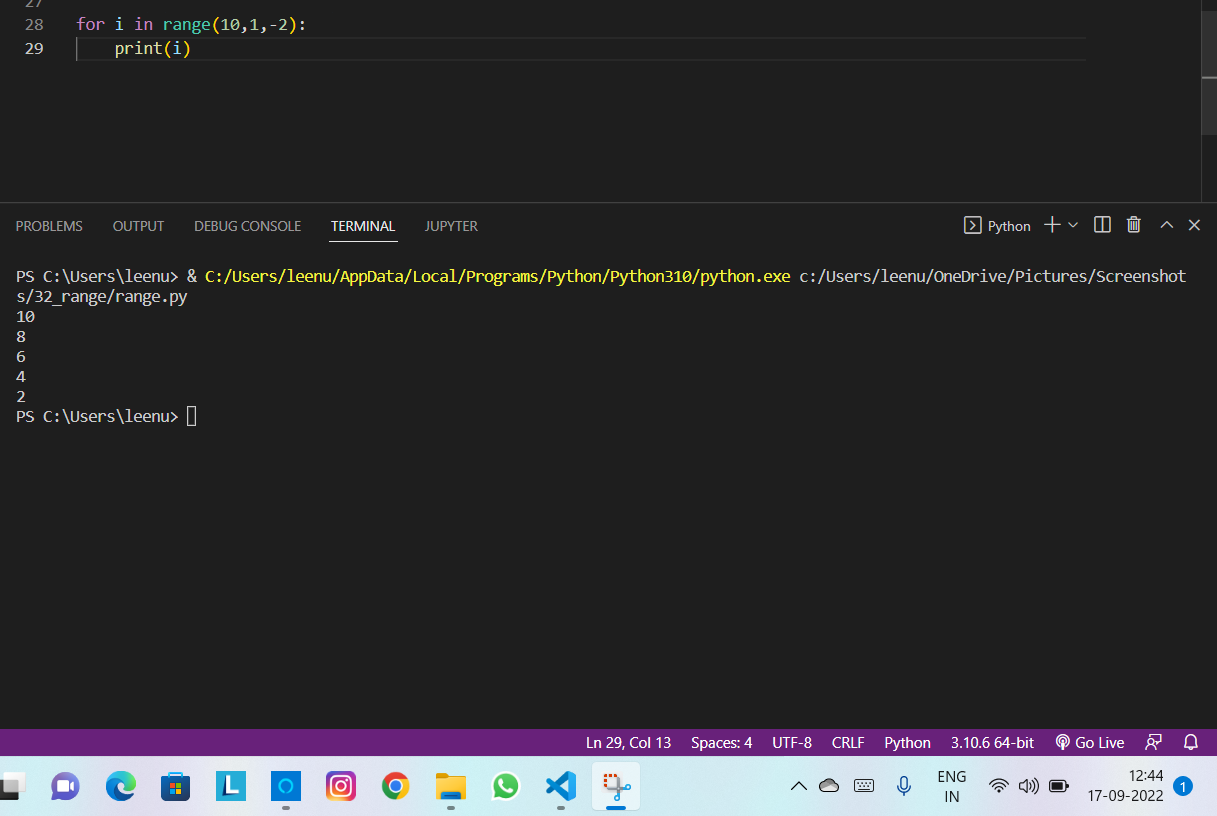 27
28 for i in range(10,1,-2):
29     print(i)
PROBLEMS OUTPUT DEBUG CONSOLE TERMINAL JUPYTER Python
PS C:\Users\leenu> & C:/Users/leenu/AppData/Local/Programs/Python/Python310/python.exe c:/Users/leenu/OneDrive/Pictures/Screenshot
s/32_range/range.py
10
8
6
4
2
PS C:\Users\leenu>
Ln 29, Col 13 Spaces: 4 UTF-8 CRLF Python 3.10.6 64-bit Go Live
L
ENG
IN
12:44
17-09-2022
1